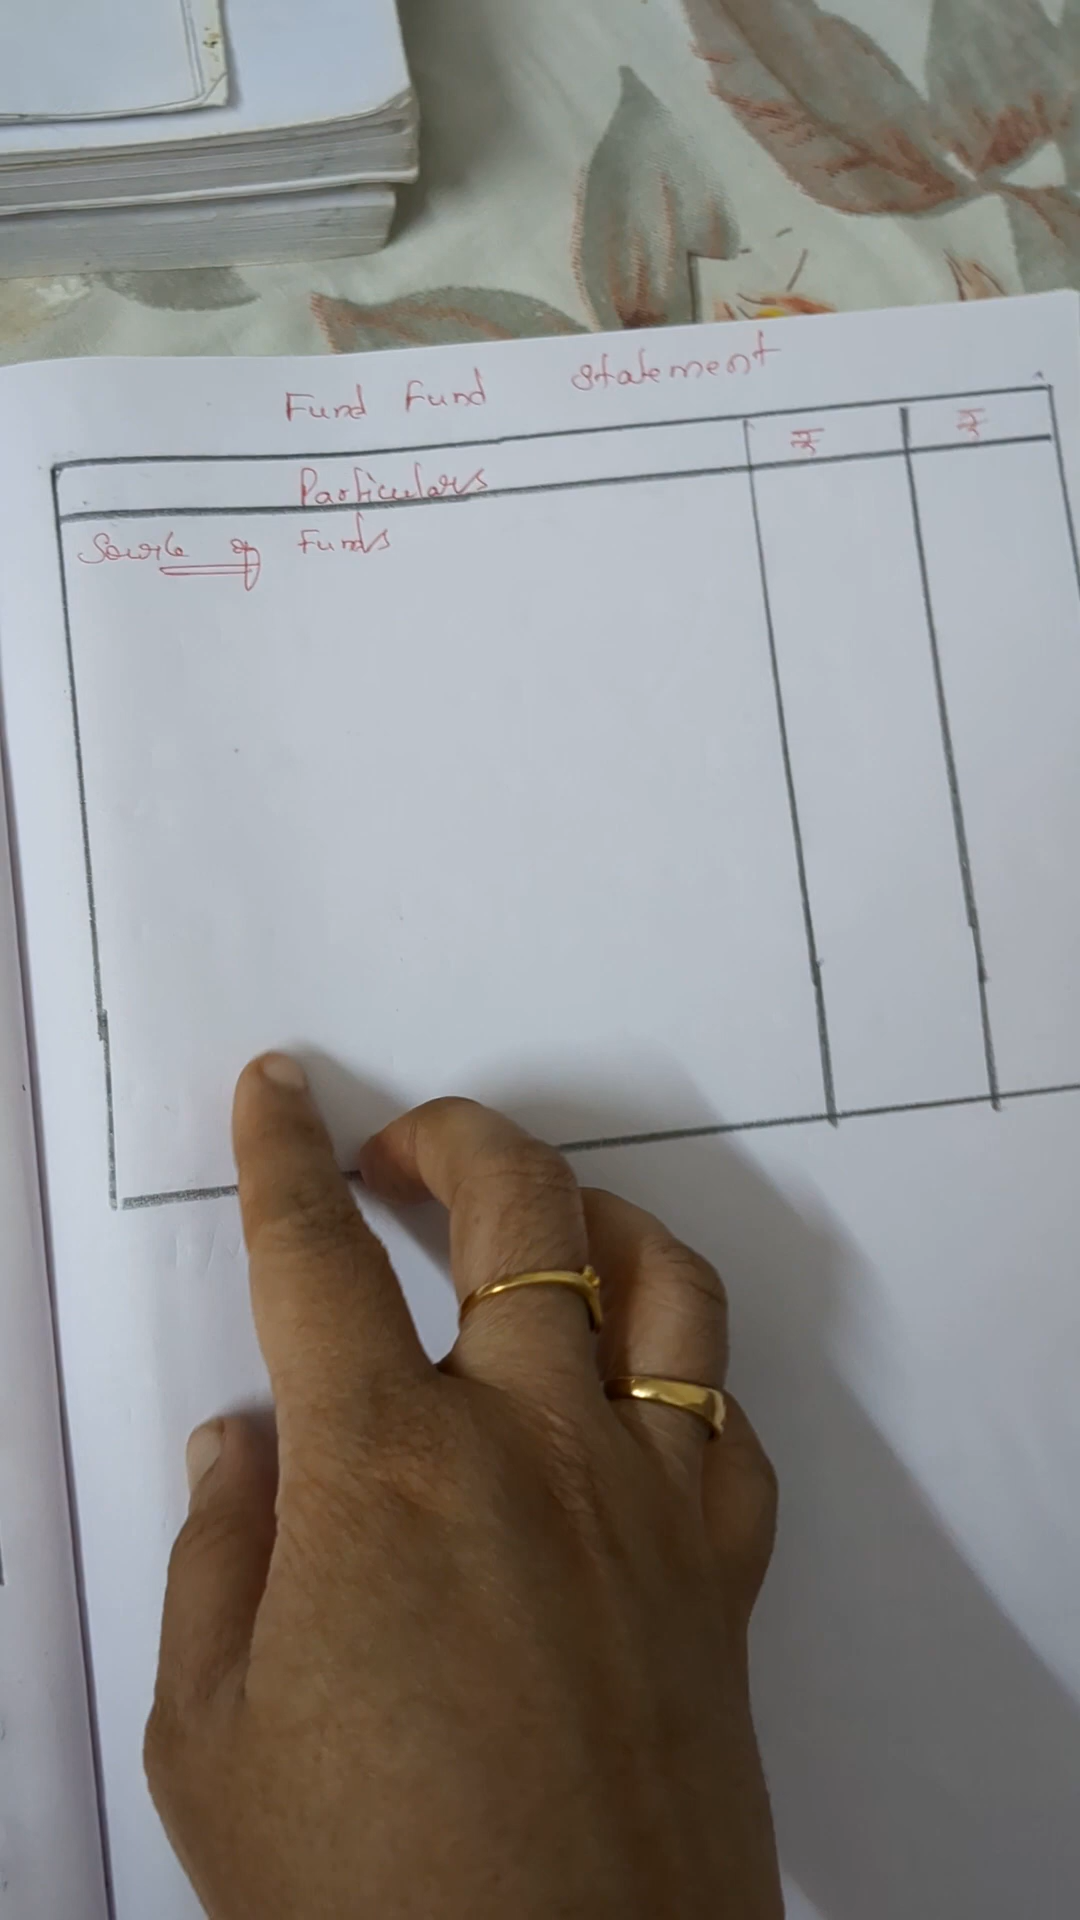 Fund Fund Statement
Particulars ₹ ₹
Source of Funds